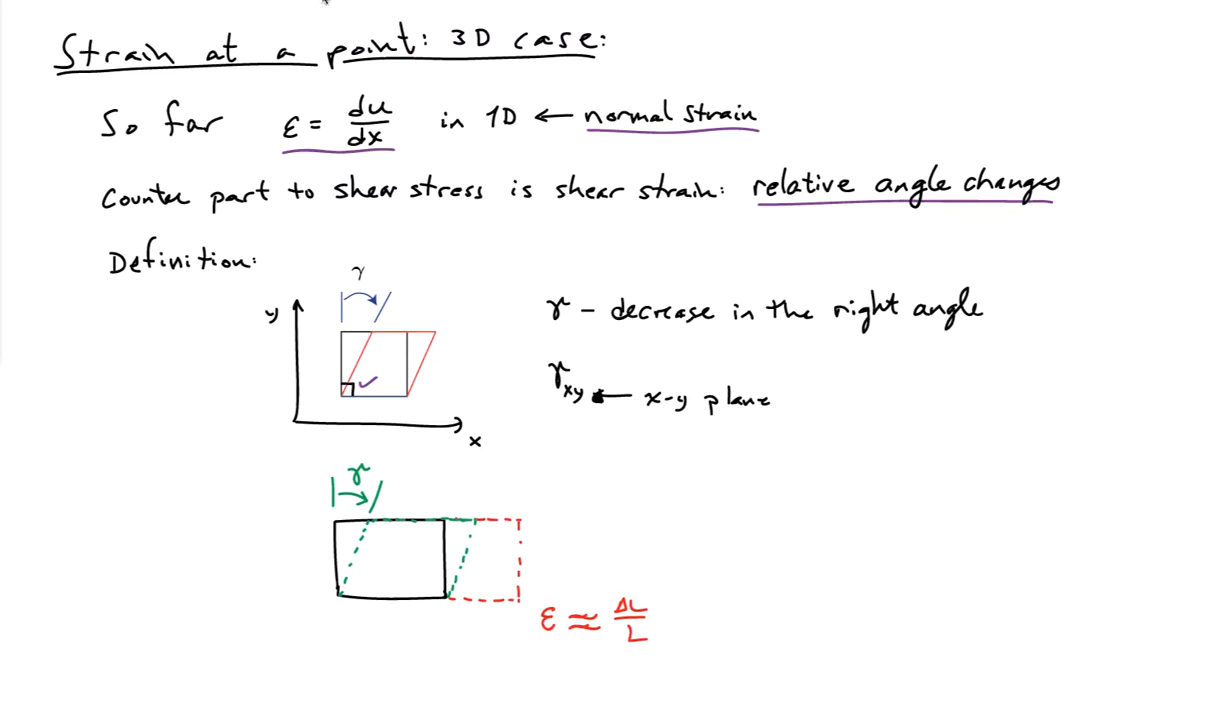 Strain at a point: 3D case:
So far ε = du/dx in 1D ← normal strain
Counter part to shear stress is shear strain: relative angle changes
Definition:
γ
y
γ - decrease in the right angle
γxy ← x-y plane
x
γ
ε ≈ ΔL/L